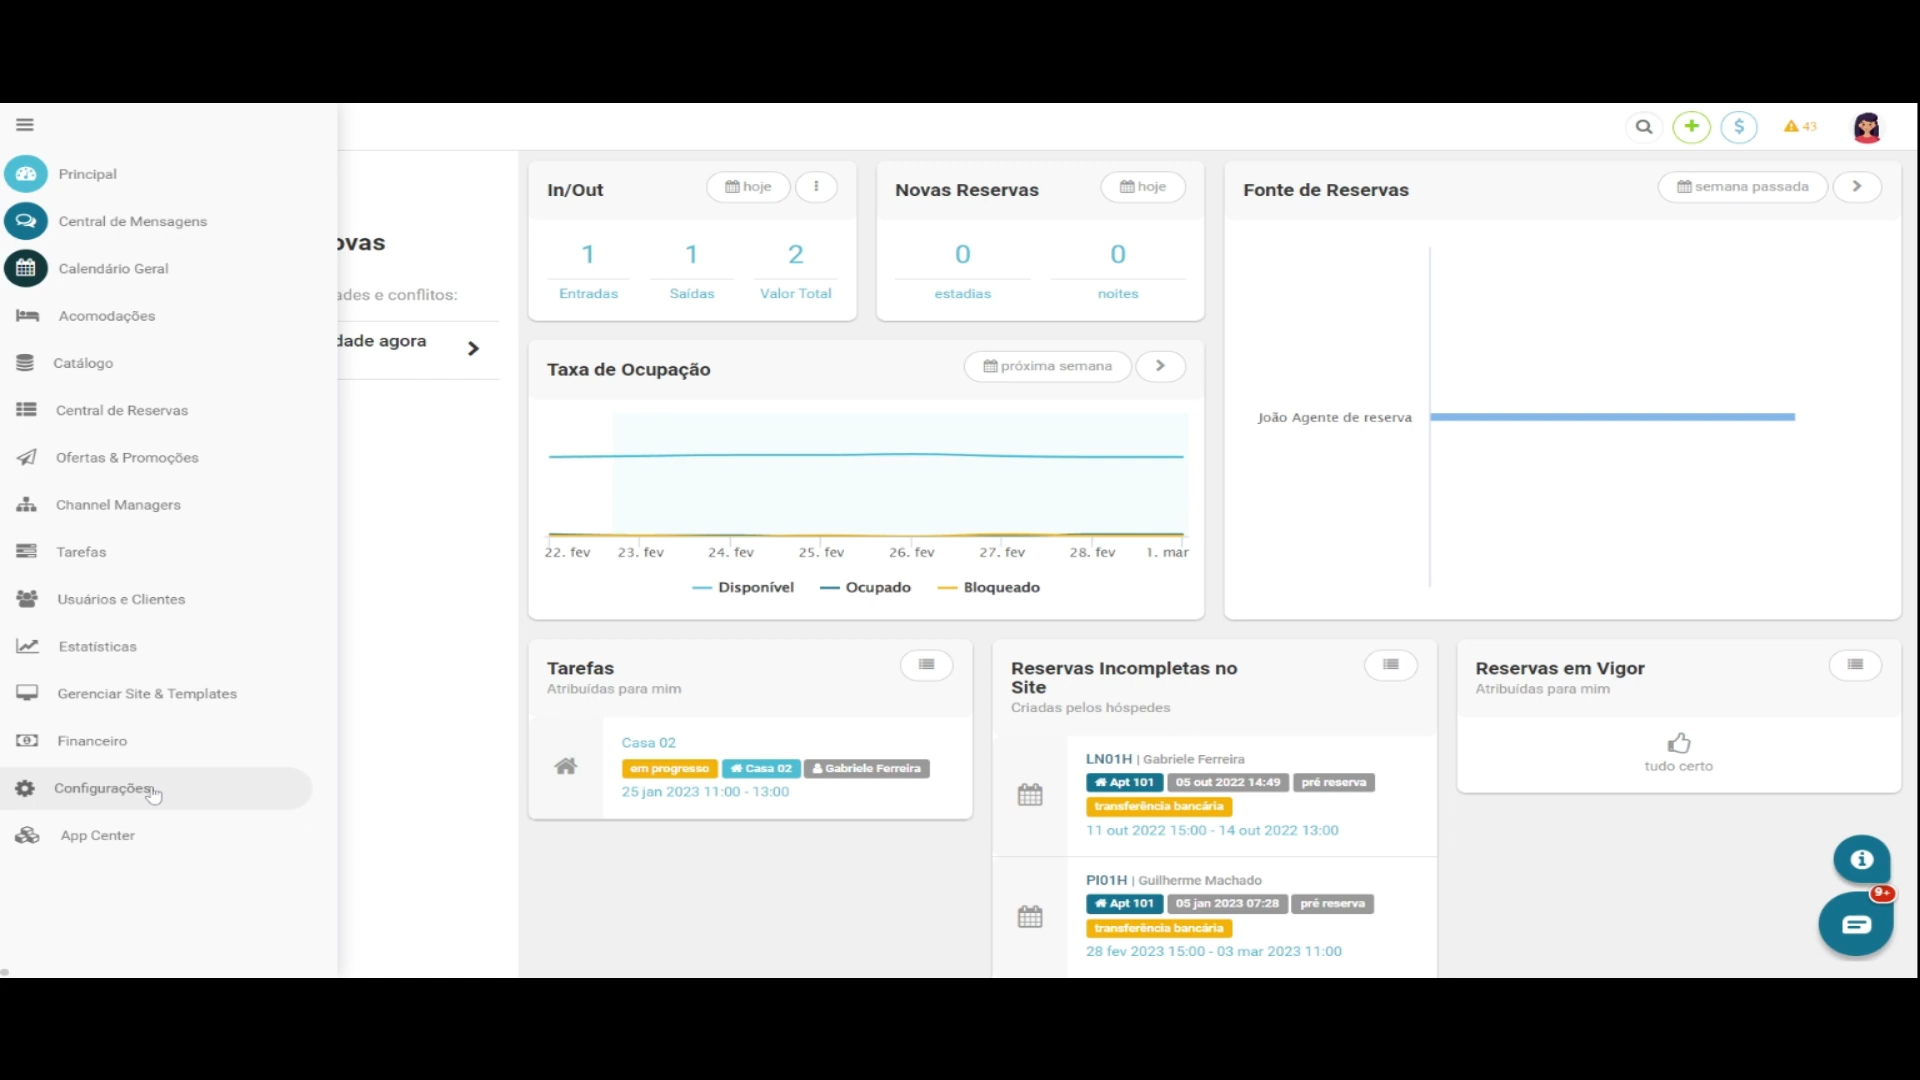 43
Principal
Central de Mensagens
Calendário Geral
Acomodações
Catálogo
Central de Reservas
Ofertas & Promoções
Channel Managers
Tarefas
Usuários e Clientes
Estatísticas
Gerenciar Site & Templates
Financeiro
Configurações
App Center
ovas
ades e conflitos:
dade agora
In/Out
hoje
1
1
2
Entradas
Saídas
Valor Total
Novas Reservas
hoje
0
0
estadias
noites
Fonte de Reservas
semana passada
João Agente de reserva
Taxa de Ocupação
próxima semana
22. fev
23. fev
24. fev
25. fev
26. fev
27. fev
28. fev
1. mar
Disponível
Ocupado
Bloqueado
Tarefas
Atribuídas para mim
Casa 02
em progresso
Casa 02
Gabriele Ferreira
25 jan 2023 11:00 - 13:00
Reservas Incompletas no
Site
Criadas pelos hóspedes
LN01H | Gabriele Ferreira
Apt 101
05 out 2022 14:49
pré reserva
transferência bancária
11 out 2022 15:00 - 14 out 2022 13:00
PI01H | Guilherme Machado
Apt 101
05 jan 2023 07:28
pré reserva
transferência bancária
28 fev 2023 15:00 - 03 mar 2023 11:00
Reservas em Vigor
Atribuídas para mim
tudo certo
9+